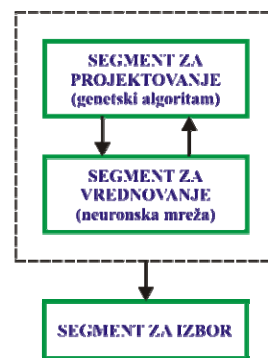 SEGMENT ZA
PROJEKTOVANJE
(genetski algoritam)
SEGMENT ZA
VREDNOVANJE
(neuronska mreža)
SEGMENT ZA IZBOR